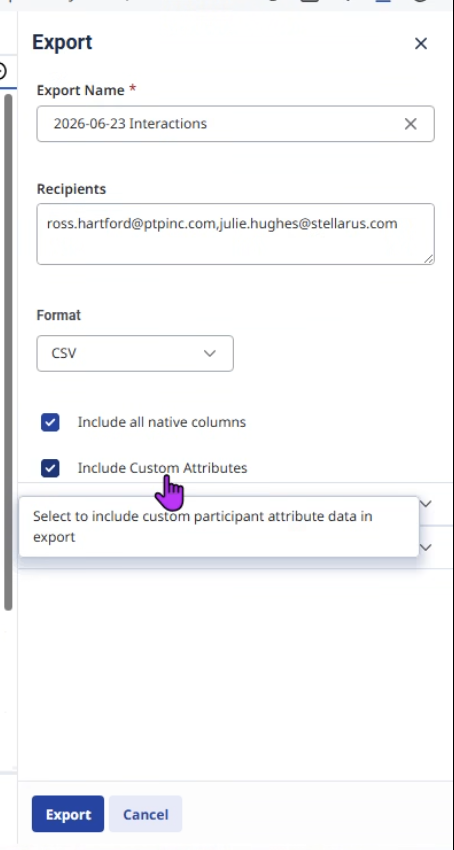 Export
Export Name *
2026-06-23 Interactions
Recipients
ross.hartford@ptpinc.com,julie.hughes@stellarus.com
Format
CSV
Include all native columns
Include Custom Attributes
Select to include custom participant attribute data in
export
Export
Cancel